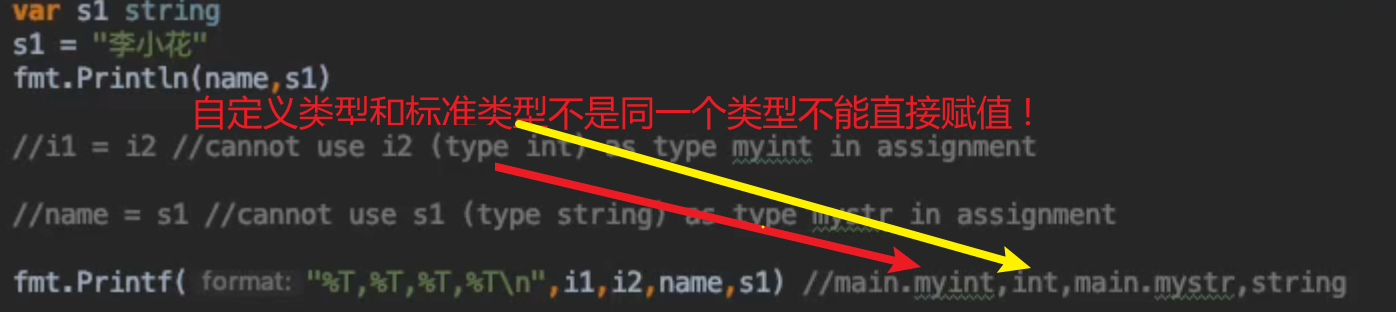 var s1 string
s1 = "李小花"
fmt.Println(name,s1)
自定义类型和标准类型不是同一个类型不能直接赋值！
//i1 = i2 //cannot use i2 (type int) as type myint in assignment
//name = s1 //cannot use s1 (type string) as type mystr in assignment
fmt.Printf( format: "%T,%T,%T,%T\n",i1,i2,name,s1) //main.myint,int,main.mystr,string